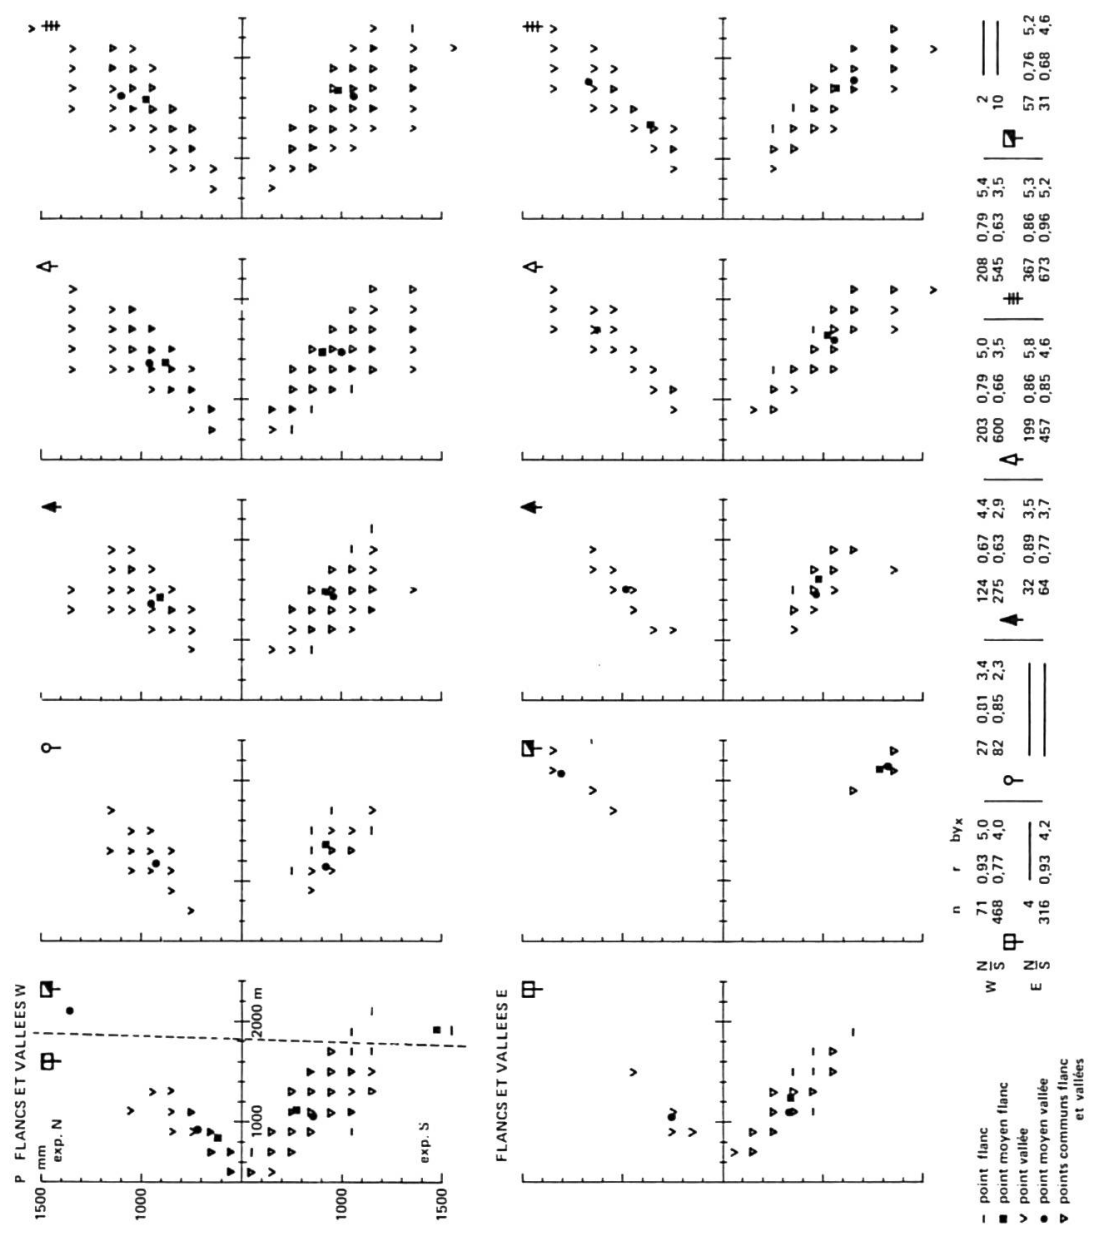 P FLANCS ET VALLEES W
mm
1500
exp. N
1000
1000 2000 m
1000
exp. S
1500
FLANCS ET VALLEES E
— point flanc
■ point moyen flanc
> point vallée
● point moyen vallée
▷ points communs flanc
et vallées
n r byx
W N 71 0,93 5,0 27 0,81 3,4 124 0,67 4,4 203 0,79 5,0 208 0,79 5,4 2
S 468 0,77 4,0 82 0,85 2,3 275 0,63 2,9 600 0,66 3,5 545 0,63 3,5 10
E N 4 32 0,89 3,5 199 0,86 5,8 367 0,86 5,3 57 0,76 5,2
S 316 0,93 4,2 64 0,77 3,7 457 0,85 4,6 673 0,96 5,2 31 0,68 4,6